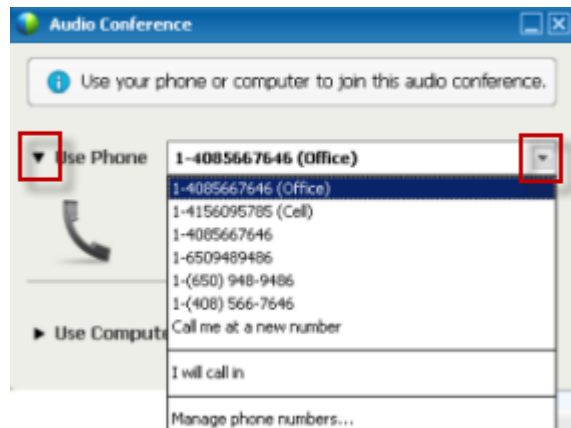 Audio Conference
Use your phone or computer to join this audio conference.
Use Phone 1-4085667646 (Office)
1-4085667646 (Office)
1-4156095785 (Cell)
1-4085667646
1-6509489486
1-(650) 948-9486
1-(408) 566-7646
Call me at a new number
Use Compute
I will call in
Manage phone numbers...